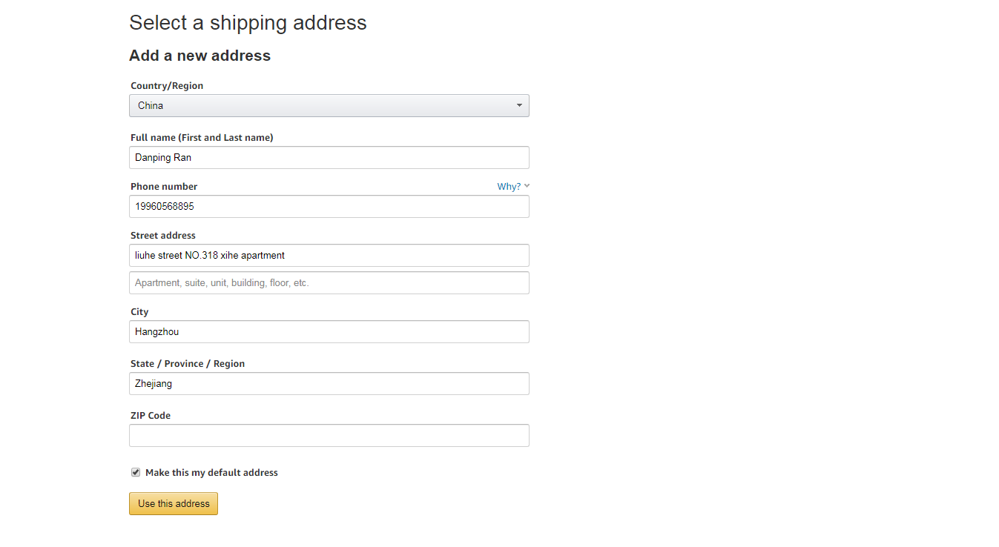 Select a shipping address
Add a new address
Country/Region
China
Full name (First and Last name)
Danping Ran
Phone number Why?
19960568895
Street address
liuhe street NO.318 xihe apartment
Apartment, suite, unit, building, floor, etc.
City
Hangzhou
State / Province / Region
Zhejiang
ZIP Code
Make this my default address
Use this address